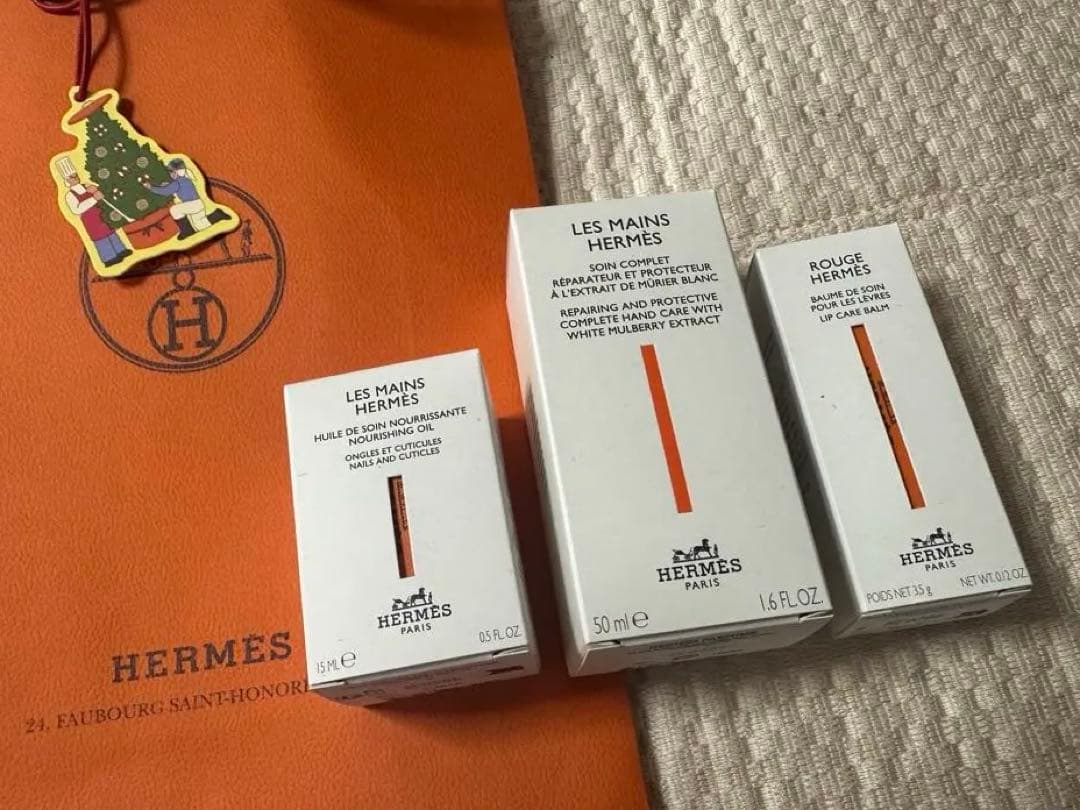 H
HERMÈS
24, FAUBOURG SAINT-HONOR
LES MAINS
HERMÈS
HUILE DE SOIN NOURRISSANTE
NOURISHING OIL
ONGLES ET CUTICULES
NAILS AND CUTICLES
HERMÈS
PARIS
15 ML ℮
0.5 FL.OZ.
LES MAINS
HERMÈS
SOIN COMPLET
RÉPARATEUR ET PROTECTEUR
À L'EXTRAIT DE MÛRIER BLANC
REPAIRING AND PROTECTIVE
COMPLETE HAND CARE WITH
WHITE MULBERRY EXTRACT
HERMÈS
PARIS
50 ml ℮
1.6 FL.OZ.
ROUGE
HERMÈS
BAUME DE SOIN
POUR LES LÈVRES
LIP CARE BALM
HERMÈS
PARIS
POIDS NET 3.5 g
NET WT. 0.12 OZ.